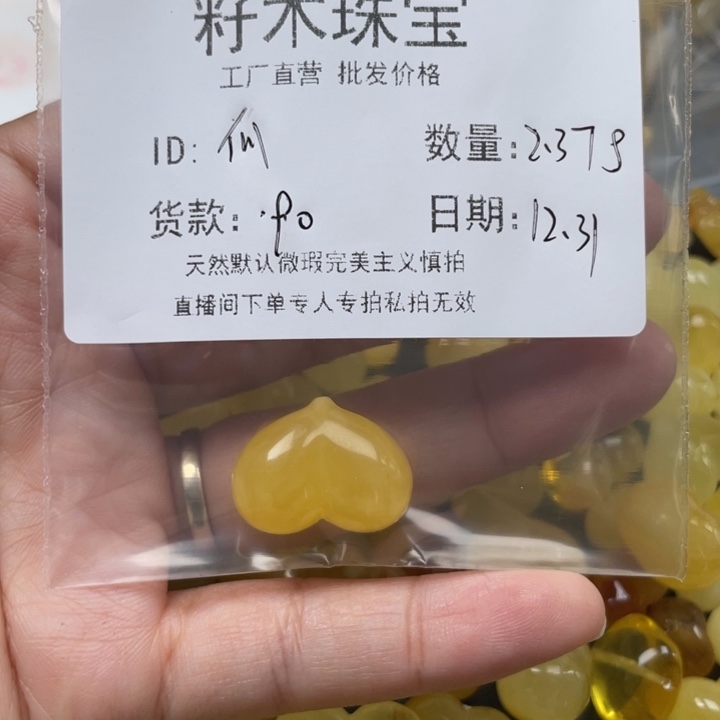 籽米珠宝
工厂直营 批发价格
ID: 数量:2.37g
货款:90 日期:12.31
天然默认微瑕完美主义慎拍
直播间下单专人专拍私拍无效